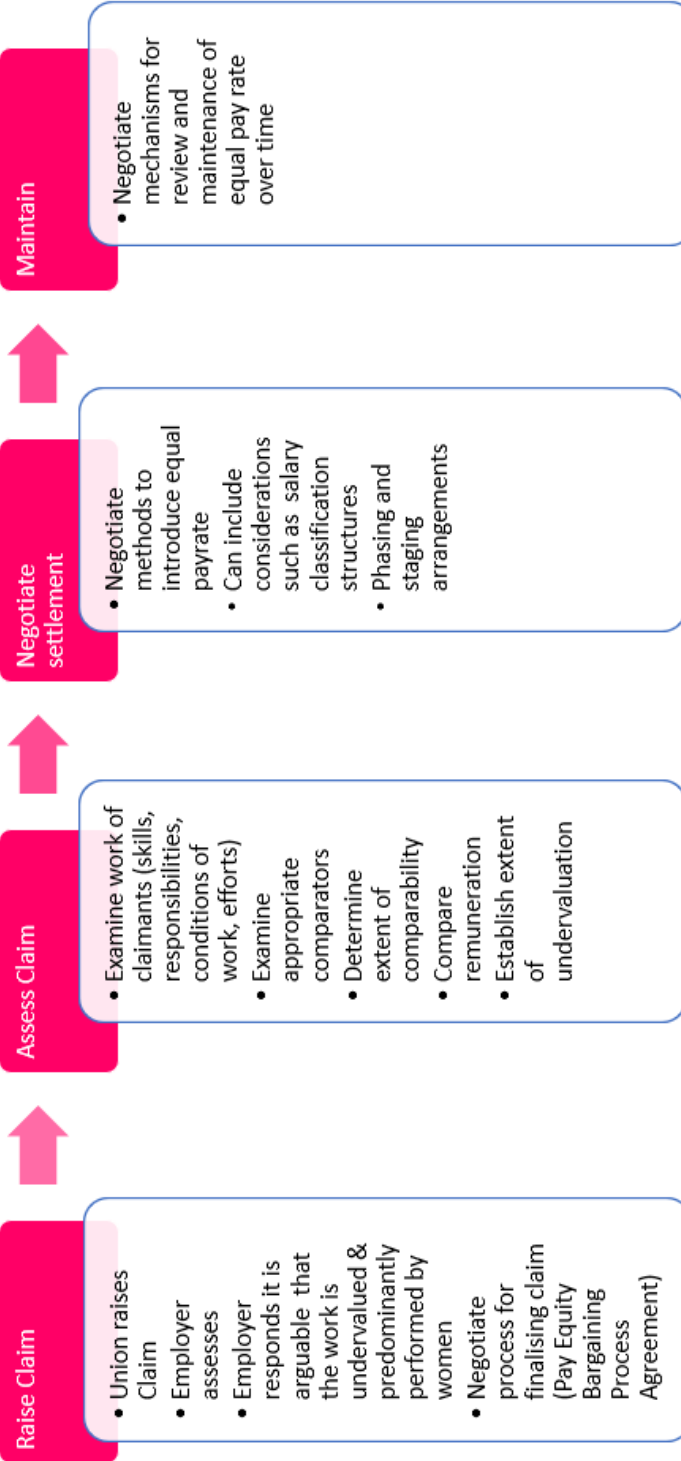 Raise Claim
• Union raises
Claim
• Employer
assesses
• Employer
responds it is
arguable that
the work is
undervalued &
predominantly
performed by
women
• Negotiate
process for
finalising claim
(Pay Equity
Bargaining
Process
Agreement)
Assess Claim
• Examine work of
claimants (skills,
responsibilities,
conditions of
work, efforts)
• Examine
appropriate
comparators
• Determine
extent of
comparability
• Compare
remuneration
• Establish extent
of
undervaluation
Negotiate
settlement
• Negotiate
methods to
introduce equal
payrate
• Can include
considerations
such as salary
classification
structures
• Phasing and
staging
arrangements
Maintain
• Negotiate
mechanisms for
review and
maintenance of
equal pay rate
over time